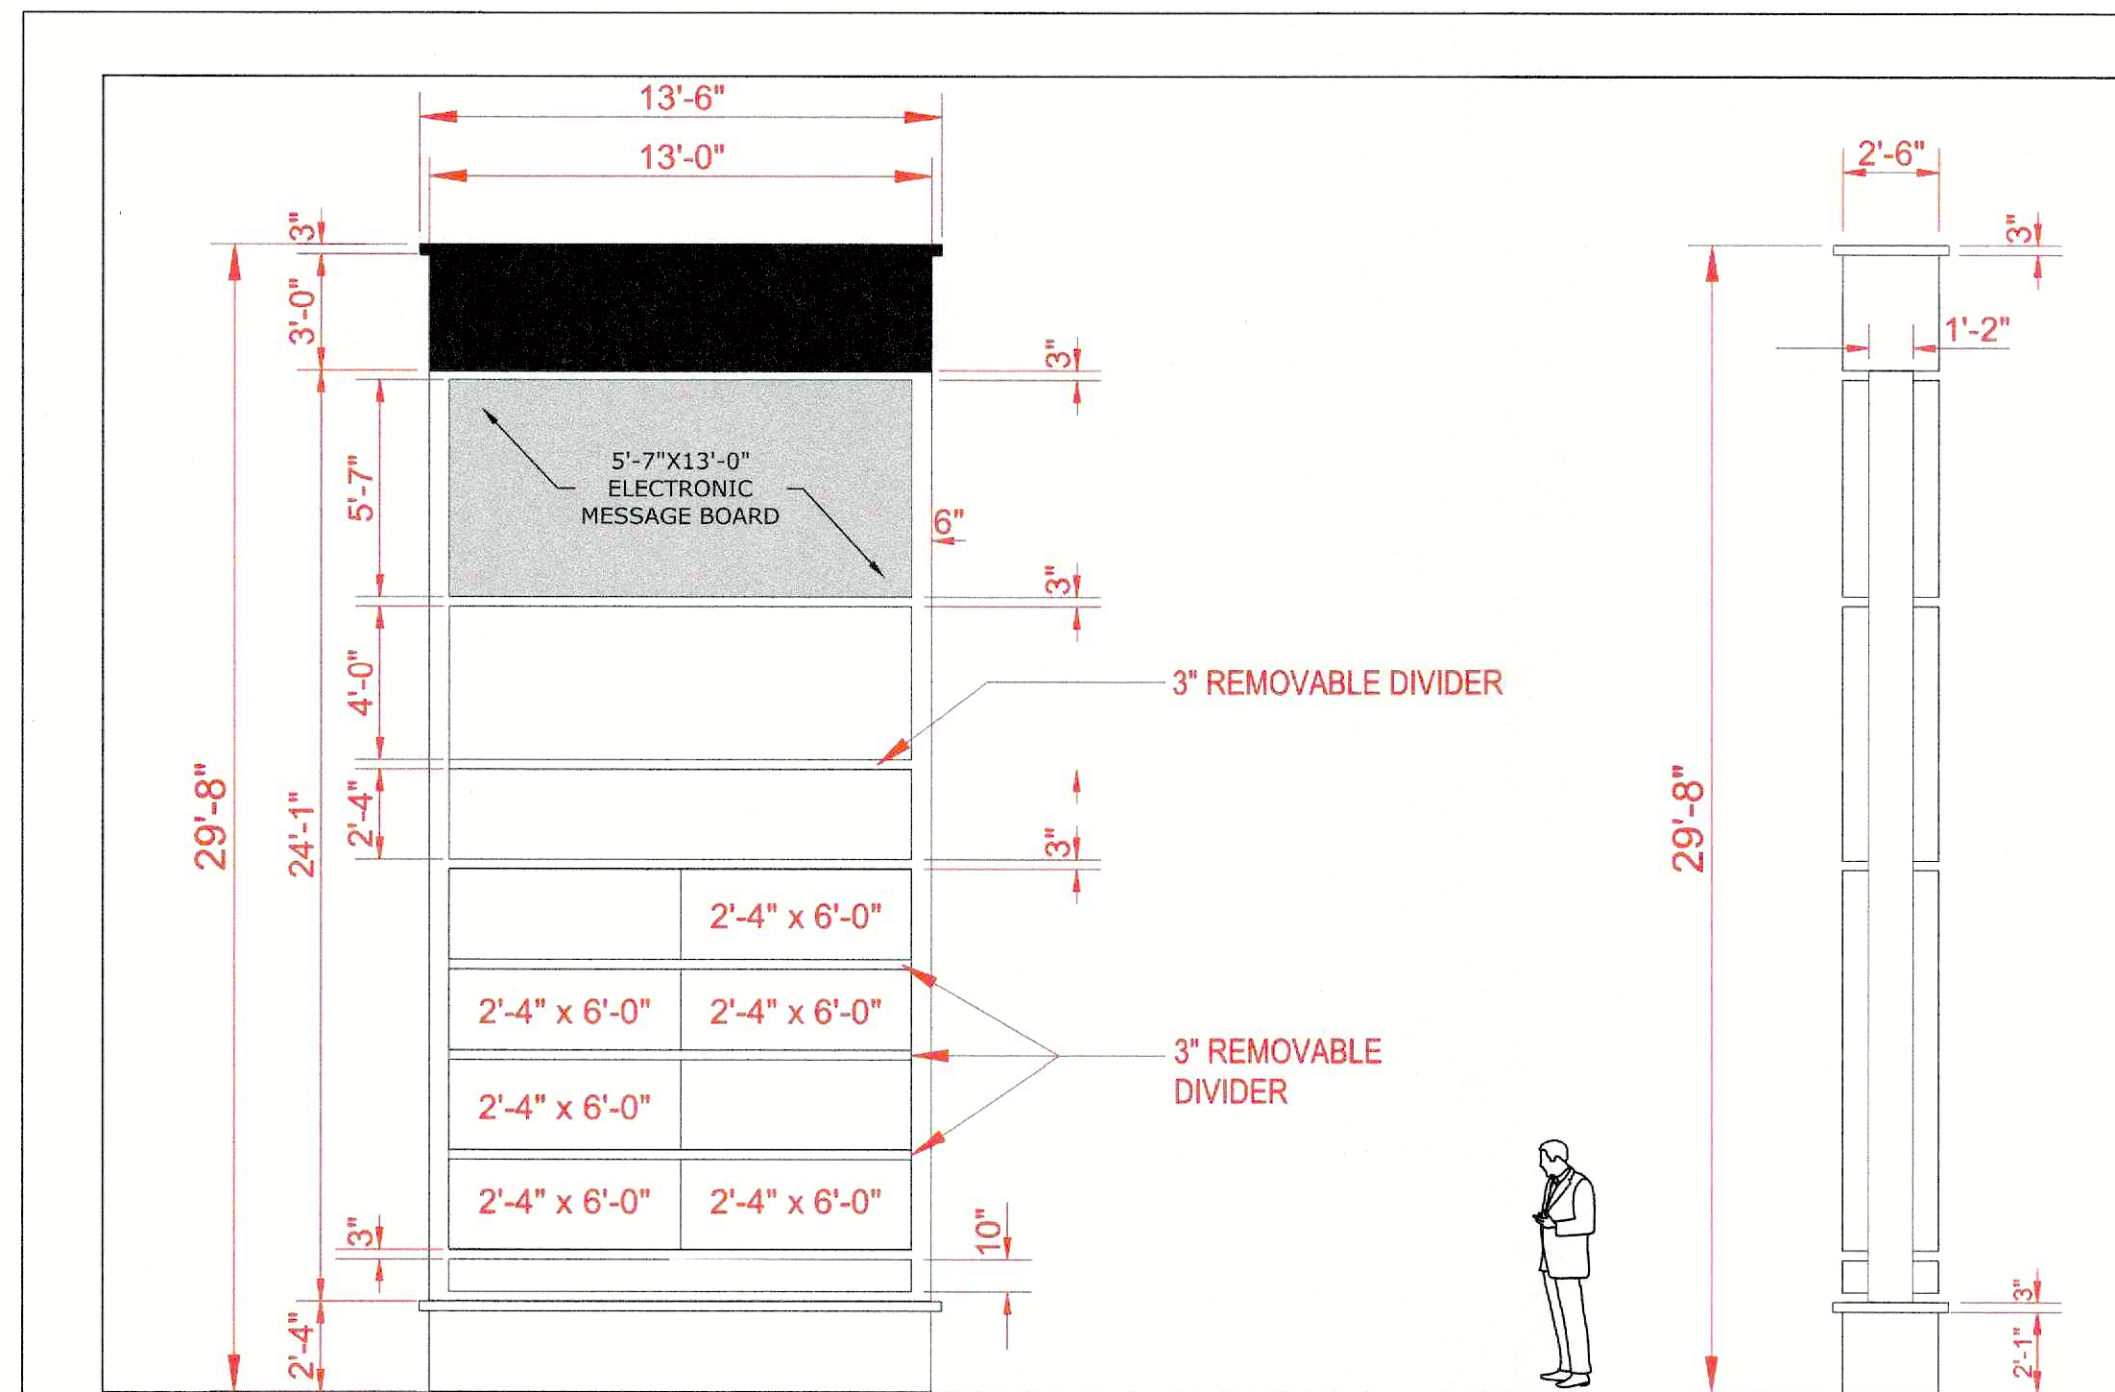 13'-6"
13'-0"
2'-6"
3"
3"
3'-0"
1'-2"
3"
5'-7"X13'-0"
ELECTRONIC
MESSAGE BOARD
5'-7"
6"
3"
4'-0"
3" REMOVABLE DIVIDER
29'-8"
24'-1"
2'-4"
3"
29'-8"
2'-4" x 6'-0"
2'-4" x 6'-0" 2'-4" x 6'-0"
3" REMOVABLE
DIVIDER
2'-4" x 6'-0"
2'-4" x 6'-0" 2'-4" x 6'-0"
3"
10"
3"
2'-4"
2'-1"